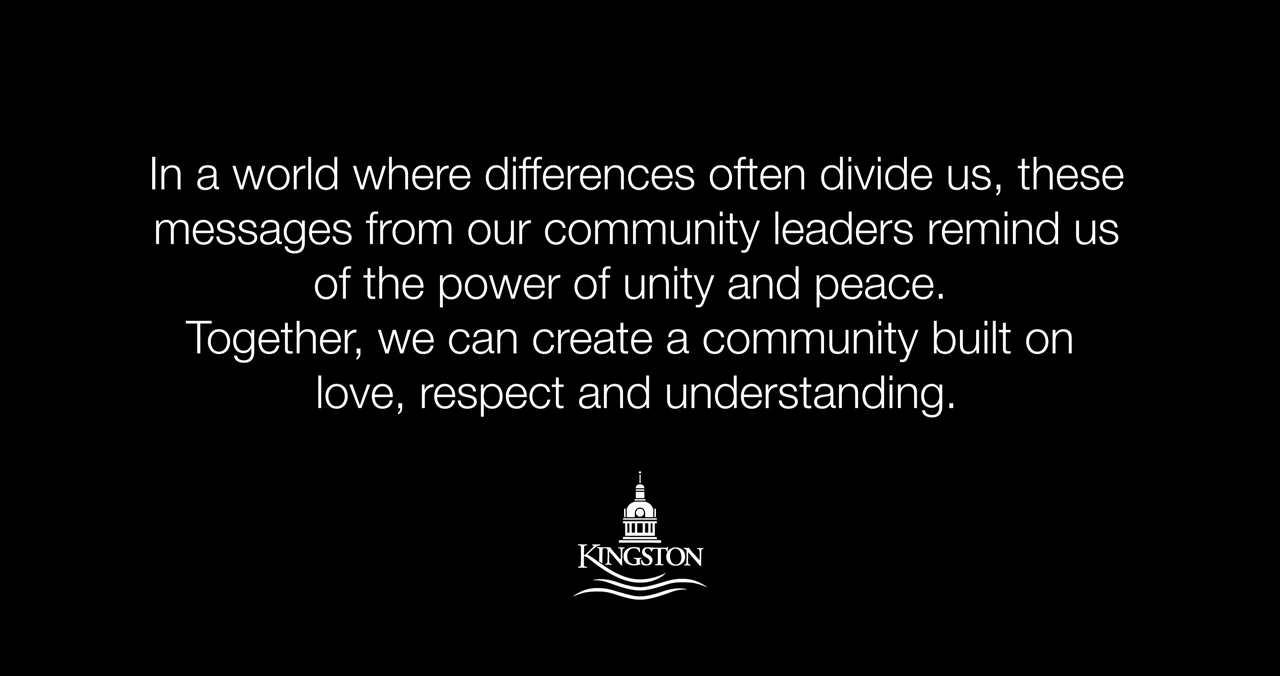 In a world where differences often divide us, these
messages from our community leaders remind us
of the power of unity and peace.
Together, we can create a community built on
love, respect and understanding.
KINGSTON